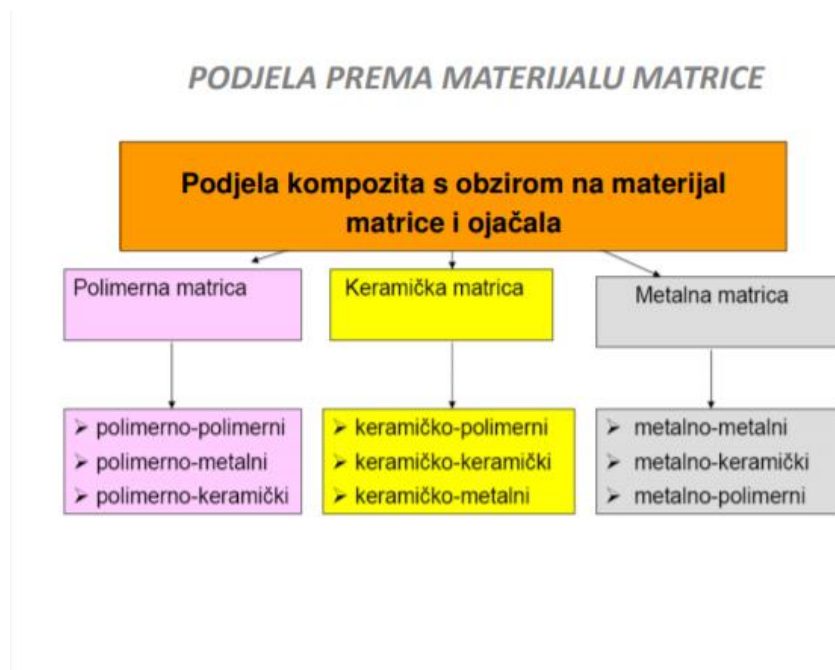 PODJELA PREMA MATERIJALU MATRICE
Podjela kompozita s obzirom na materijal
matrice i ojačala
Polimerna matrica
Keramička matrica
Metalna matrica
➢ polimerno-polimerni
➢ polimerno-metalni
➢ polimerno-keramički
➢ keramičko-polimerni
➢ keramičko-keramički
➢ keramičko-metalni
➢ metalno-metalni
➢ metalno-keramički
➢ metalno-polimerni